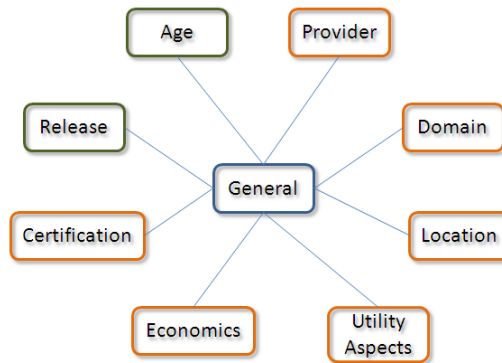 Age
Provider
Release
Domain
General
Certification
Location
Economics
Utility
Aspects